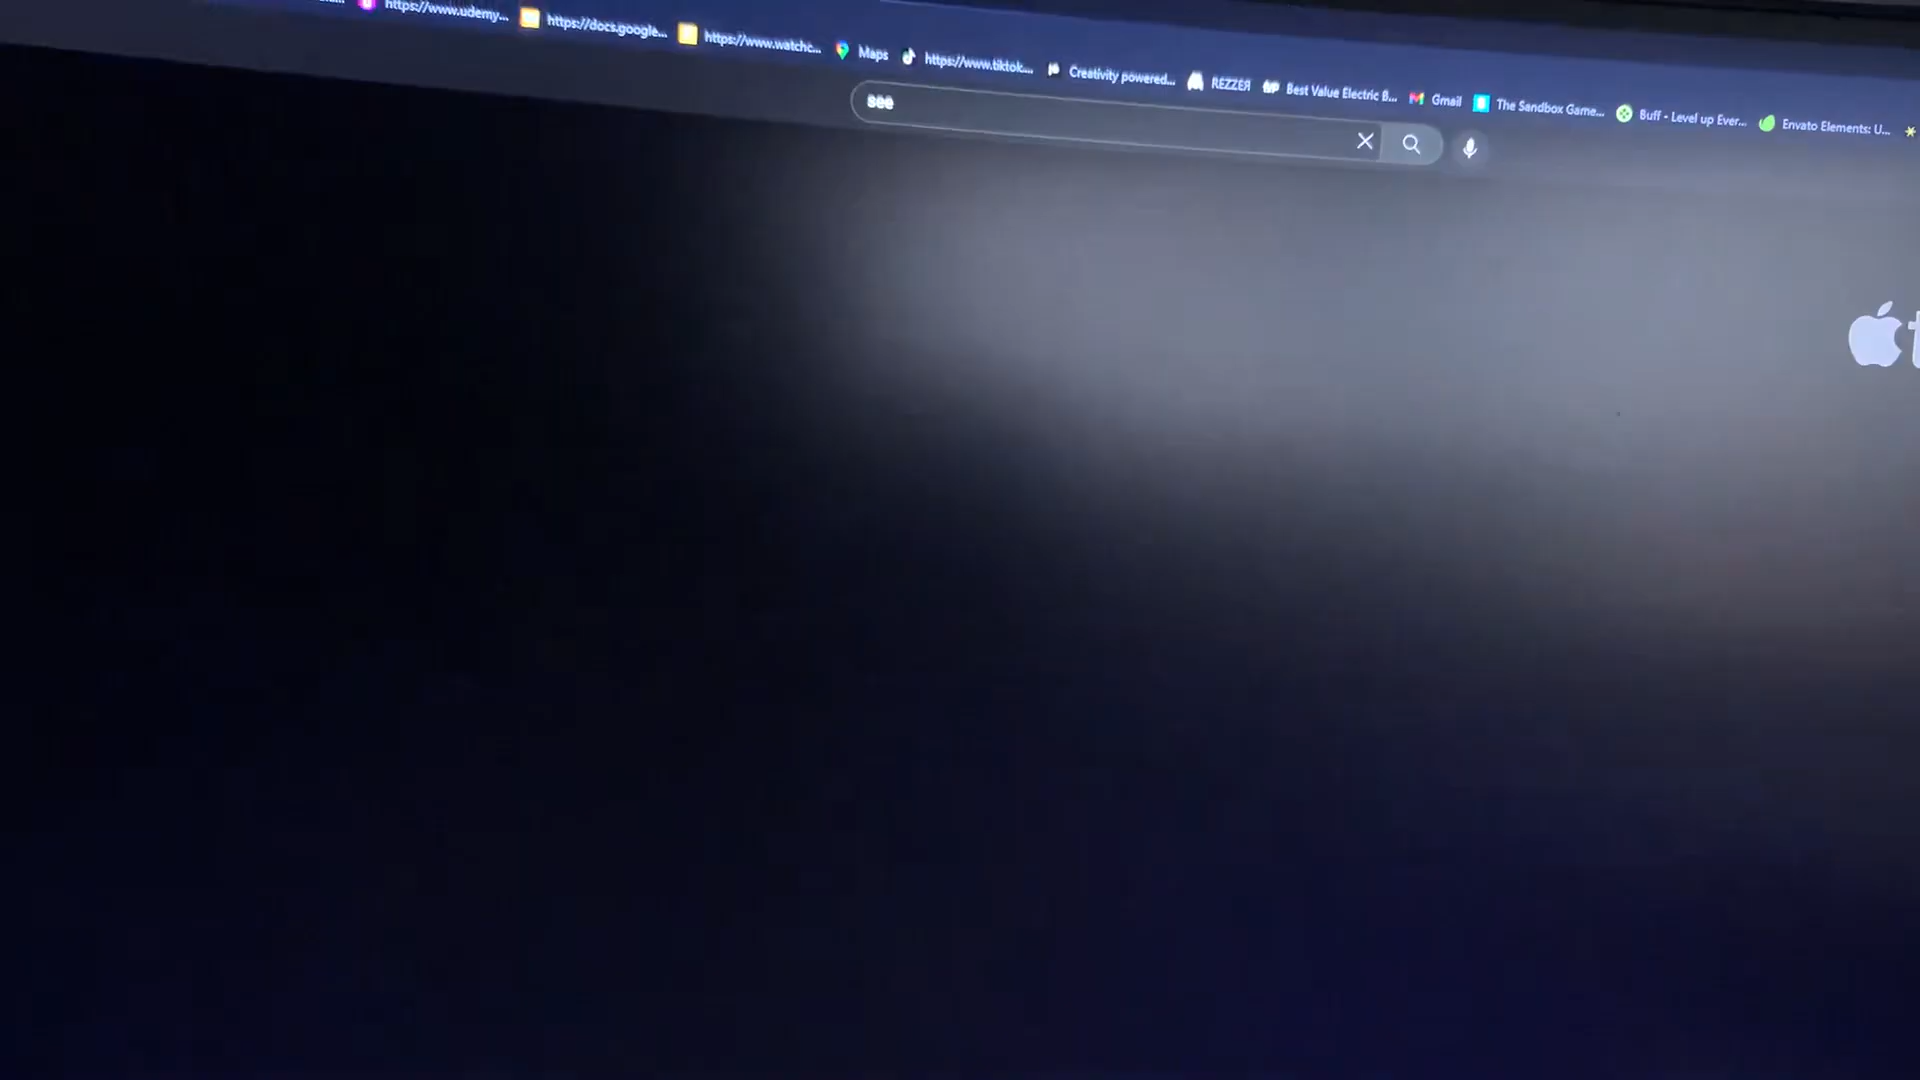 https://www.udemy...
https://docs.google...
https://www.watchc...
Maps
https://www.tiktok....
Creativity powered...
REZZEЯ
Best Value Electric B...
Gmail
The Sandbox Game...
Buff - Level up Ever...
Envato Elements: U...
see